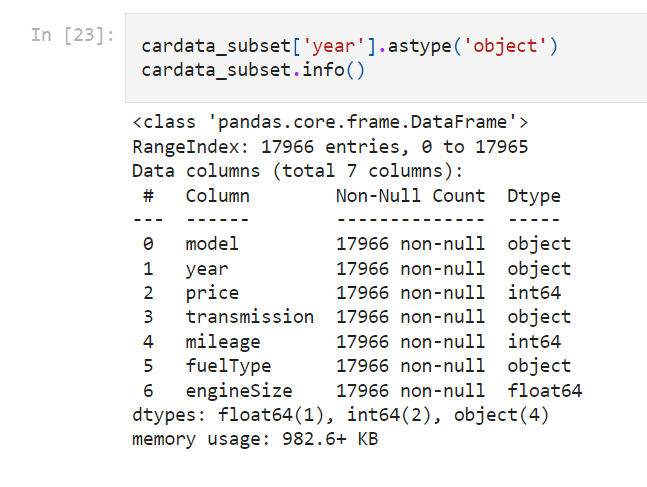 In [23]:
cardata_subset['year'].astype('object')
cardata_subset.info()
<class 'pandas.core.frame.DataFrame'>
RangeIndex: 17966 entries, 0 to 17965
Data columns (total 7 columns):
 #   Column        Non-Null Count  Dtype
---  ------        --------------  -----
 0   model         17966 non-null  object
 1   year          17966 non-null  object
 2   price         17966 non-null  int64
 3   transmission  17966 non-null  object
 4   mileage       17966 non-null  int64
 5   fuelType      17966 non-null  object
 6   engineSize    17966 non-null  float64
dtypes: float64(1), int64(2), object(4)
memory usage: 982.6+ KB